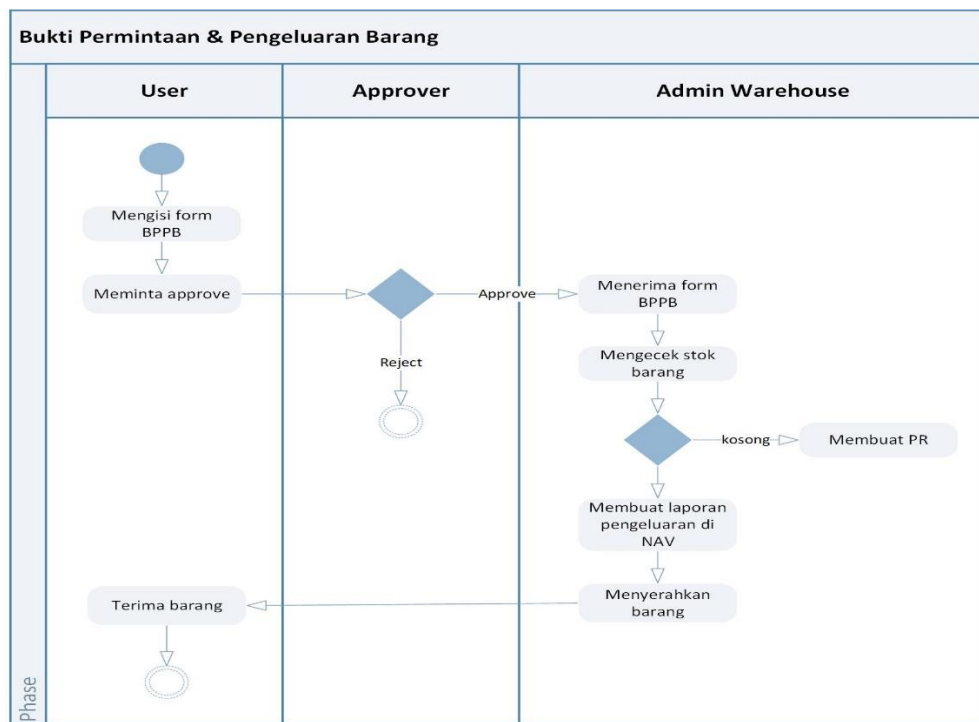 Bukti Permintaan & Pengeluaran Barang
User
Approver
Admin Warehouse
Mengisi form
BPPB
Meminta approve
Approve
Menerima form
BPPB
Reject
Mengecek stok
barang
kosong
Membuat PR
Membuat laporan
pengeluaran di
NAV
Menyerahkan
barang
Terima barang
Phase